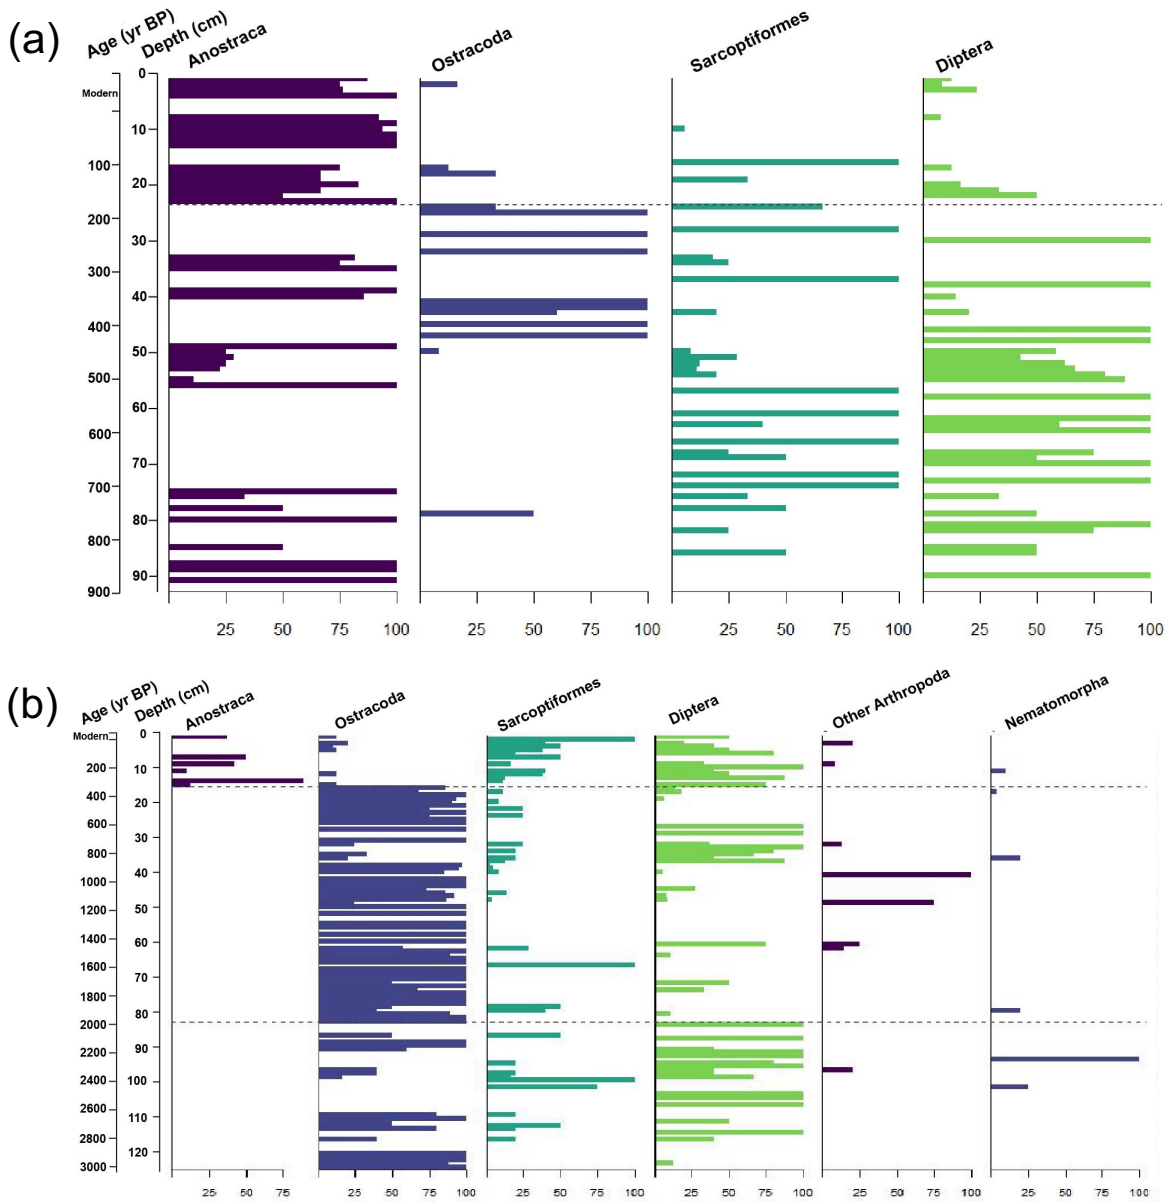 (a)
Age (yr BP)
Depth (cm)
Anostraca
Ostracoda
Sarcoptiformes
Diptera
0
Modern
10
100
20
200
30
300
40
400
50
500
60
600
70
700
80
800
90
900
25 50 75 100 25 50 75 100 25 50 75 100 25 50 75 100
(b)
Age (yr BP)
Depth (cm)
Anostraca
Ostracoda
Sarcoptiformes
Diptera
Other Arthropoda
Nematomorpha
Modern 0
200 10
400 20
600 30
800 40
1000
1200 50
1400 60
1600 70
1800 80
2000
2200 90
2400 100
2600 110
2800 120
3000
25 50 75 25 50 75 100 25 50 75 100 25 50 75 100 25 50 75 100 25 50 75 100